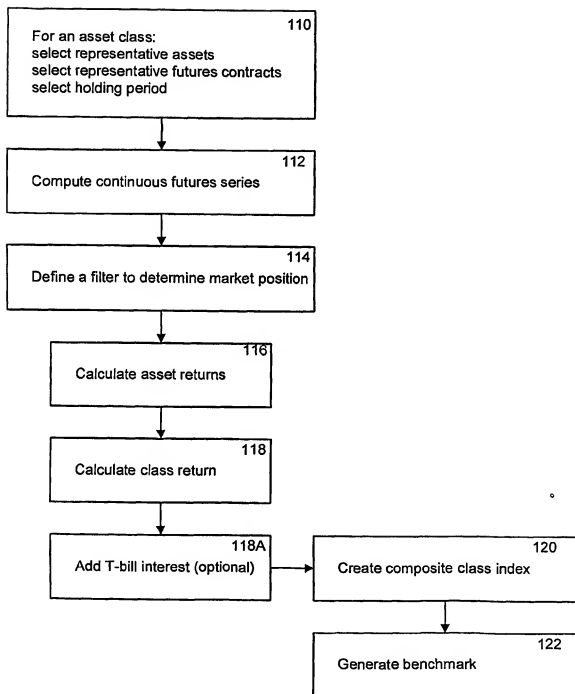 110
For an asset class:
select representative assets
select representative futures contracts
select holding period
112
Compute continuous futures series
114
Define a filter to determine market position
116
Calculate asset returns
118
Calculate class return
118A
Add T-bill interest (optional)
120
Create composite class index
122
Generate benchmark